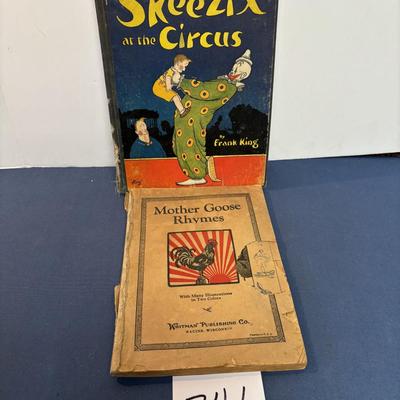 Skeezix
at the Circus
by
Frank King
Mother Goose
Rhymes
With Many Illustrations
in Two Colors
WHITMAN PUBLISHING CO.
RACINE, WISCONSIN